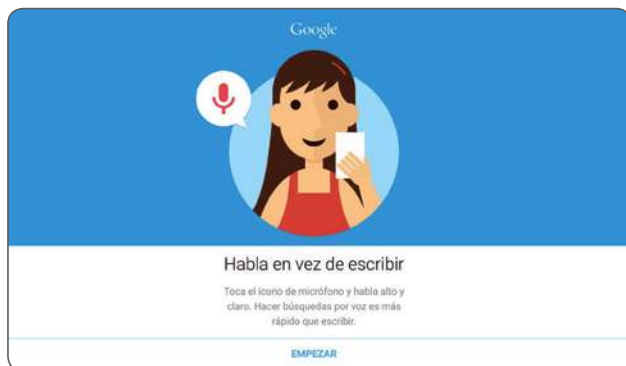 Google
Habla en vez de escribir
Toca el icono de micrófono y habla alto y
claro. Hacer búsquedas por voz es más
rápido que escribir.
EMPEZAR